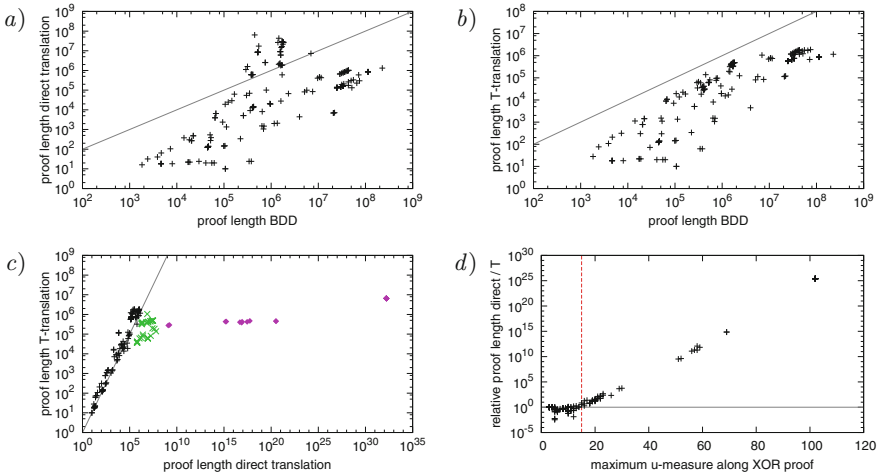 a)
proof length direct translation
10^9
10^8
10^7
10^6
10^5
10^4
10^3
10^2
10^1
10^0
10^2 10^3 10^4 10^5 10^6 10^7 10^8 10^9
proof length BDD
b)
proof length T-translation
10^9
10^8
10^7
10^6
10^5
10^4
10^3
10^2
10^1
10^0
10^2 10^3 10^4 10^5 10^6 10^7 10^8 10^9
proof length BDD
c)
proof length T-translation
10^9
10^8
10^7
10^6
10^5
10^4
10^3
10^2
10^1
10^0
10^0 10^5 10^10 10^15 10^20 10^25 10^30 10^35
proof length direct translation
d)
relative proof length direct / T
10^30
10^25
10^20
10^15
10^10
10^5
10^0
10^-5
0 20 40 60 80 100 120
maximum u-measure along XOR proof